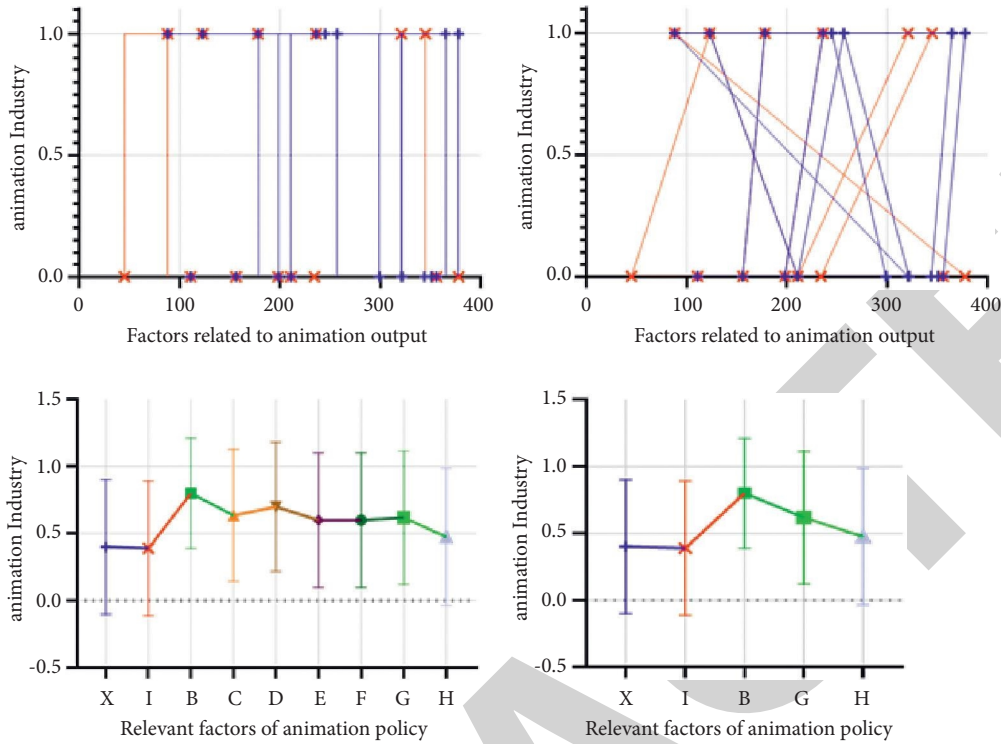 1.0
0.5
0.0
animation Industry
0 100 200 300 400
Factors related to animation output
1.0
0.5
0.0
animation Industry
0 100 200 300 400
Factors related to animation output
1.5
1.0
0.5
0.0
-0.5
animation Industry
X I B C D E F G H
Relevant factors of animation policy
1.5
1.0
0.5
0.0
-0.5
animation Industry
X I B G H
Relevant factors of animation policy